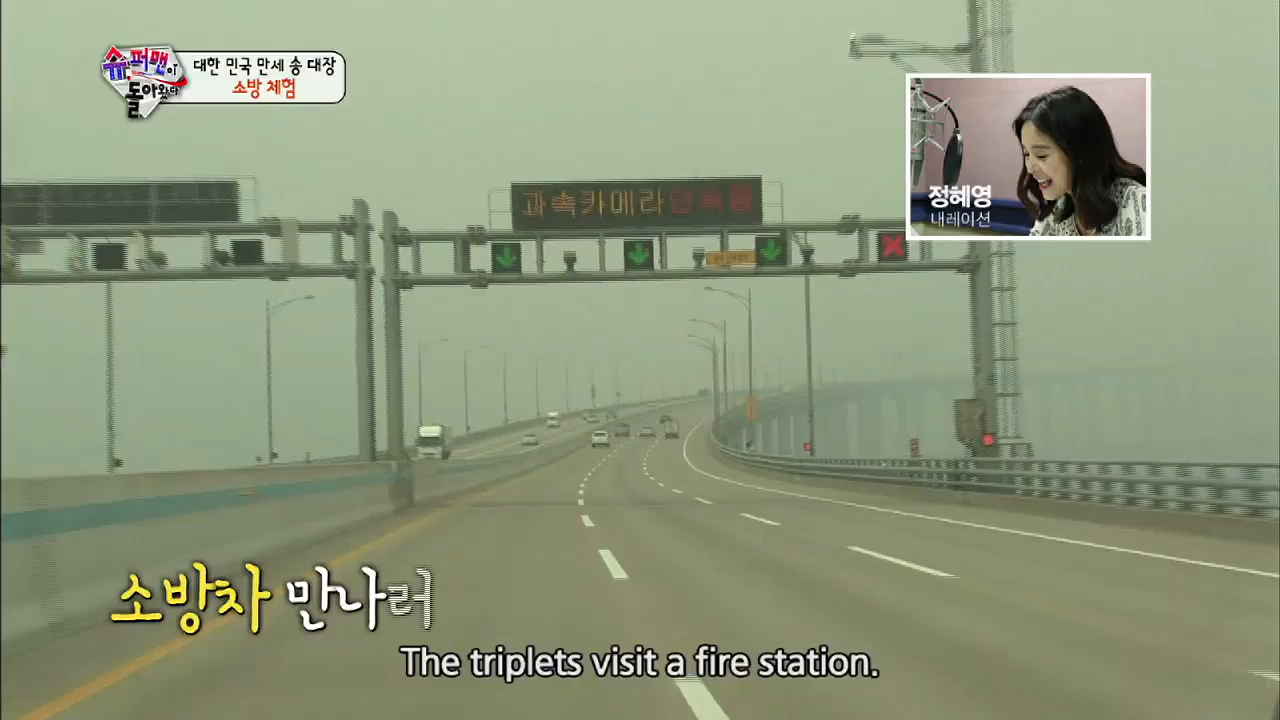 슈퍼맨이
돌아왔다
대한 민국 만세 송 대장
소방 체험
과속카메라단속중
정혜영
내레이션
소방차 만나러
The triplets visit a fire station.